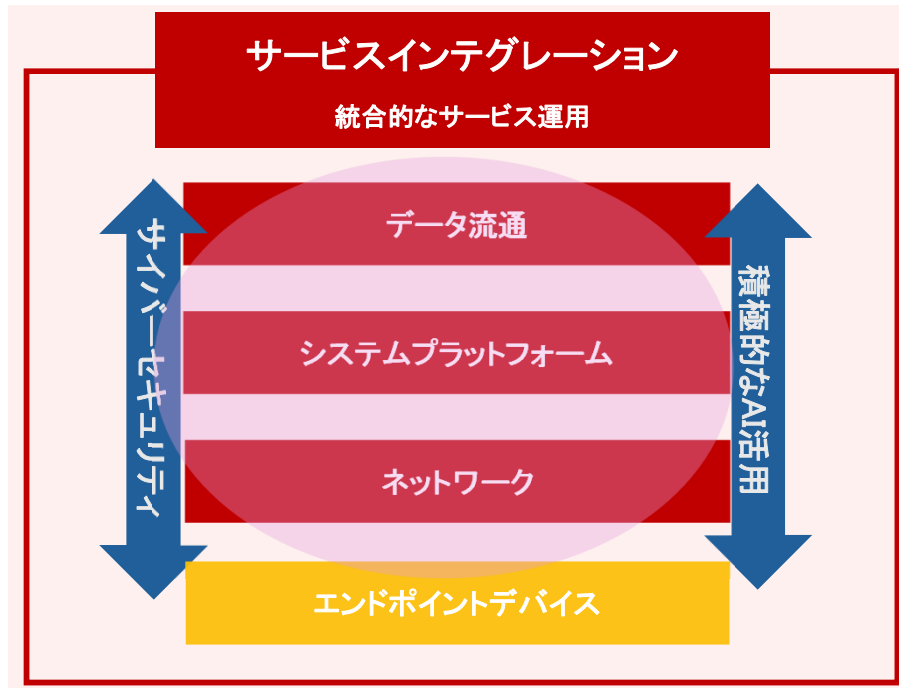 サービスインテグレーション
統合的なサービス運用
データ流通
システムプラットフォーム
ネットワーク
エンドポイントデバイス
サイバーセキュリティ
積極的なAI活用